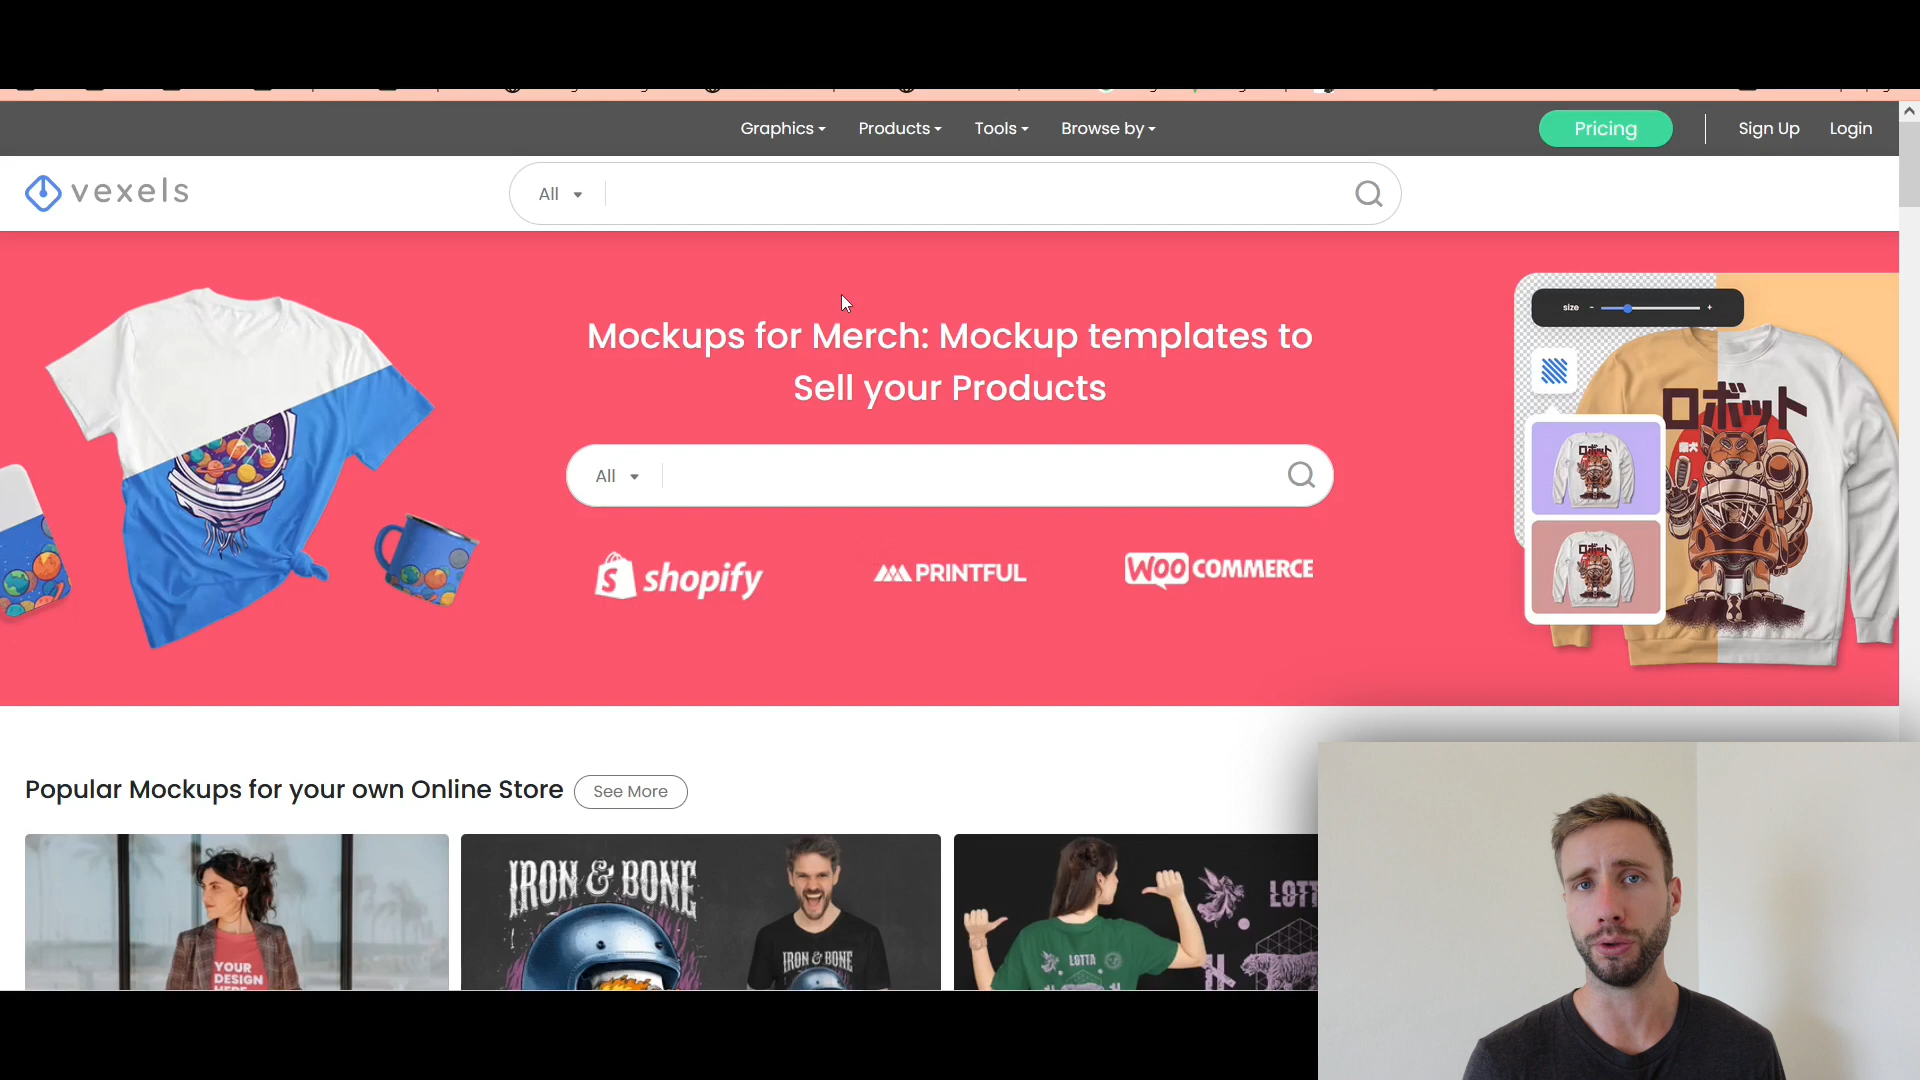 Graphics Products Tools Browse by Pricing Sign Up Login
vexels All
Mockups for Merch: Mockup templates to
Sell your Products
All
shopify PRINTFUL WOO COMMERCE
size - +
ロボット
Popular Mockups for your own Online Store See More
YOUR
DESIGN
HERE
IRON & BONE
IRON & BONE
LOTTA
LOTT